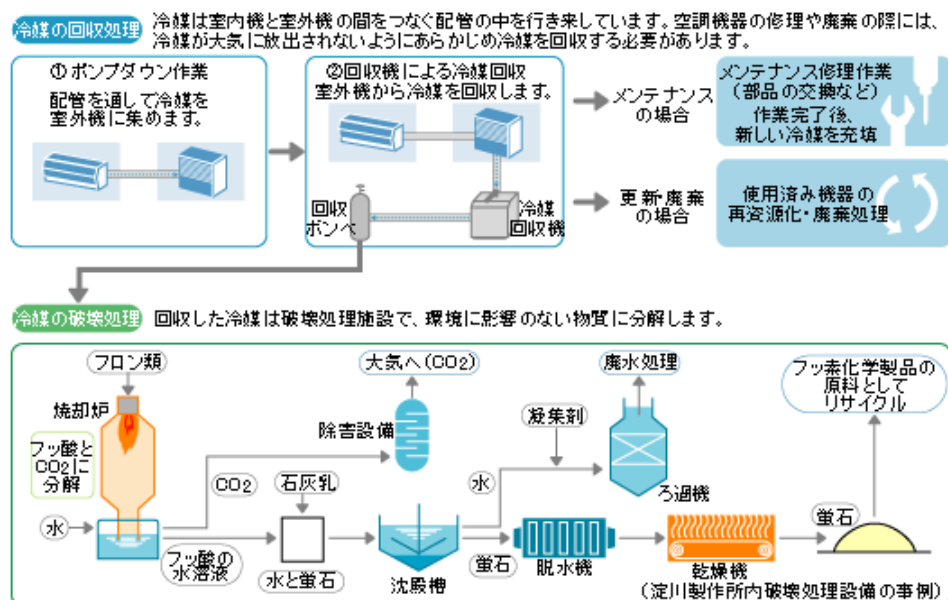 冷媒の回収処理
冷媒は室内機と室外機の間をつなぐ配管の中を行き来しています。空調機器の修理や廃棄の際には、
冷媒が大気に放出されないようにあらかじめ冷媒を回収する必要があります。
①ポンプダウン作業
配管を通して冷媒を
室外機に集めます。
②回収機による冷媒回収
室外機から冷媒を回収します。
回収
ボンベ
冷媒
回収機
メンテナンス
の場合
メンテナンス修理作業
(部品の交換など)
作業完了後、
新しい冷媒を充填
更新・廃棄
の場合
使用済み機器の
再資源化・廃棄処理
冷媒の破壊処理
回収した冷媒は破壊処理施設で、環境に影響のない物質に分解します。
フロン類
焼却炉
フッ酸と
CO2に
分解
水
CO2
フッ酸の
水溶液
石灰乳
水と蛍石
大気へ(CO2)
除害設備
沈殿槽
水
凝集剤
廃水処理
ろ過機
蛍石
脱水機
乾燥機
蛍石
フッ素化学製品の
原料として
リサイクル
(淀川製作所内破壊処理設備の事例)